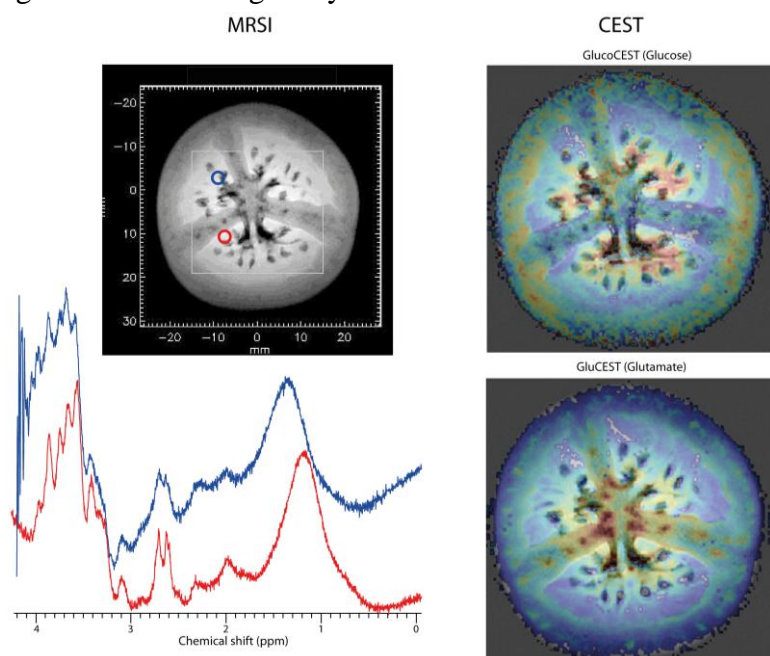 MRSI
CEST
GlucoCEST (Glucose)
−20
−10
0
10
20
30
mm
−20 −10 0 10 20
mm
GluCEST (Glutamate)
4 3 2 1 0
Chemical shift (ppm)